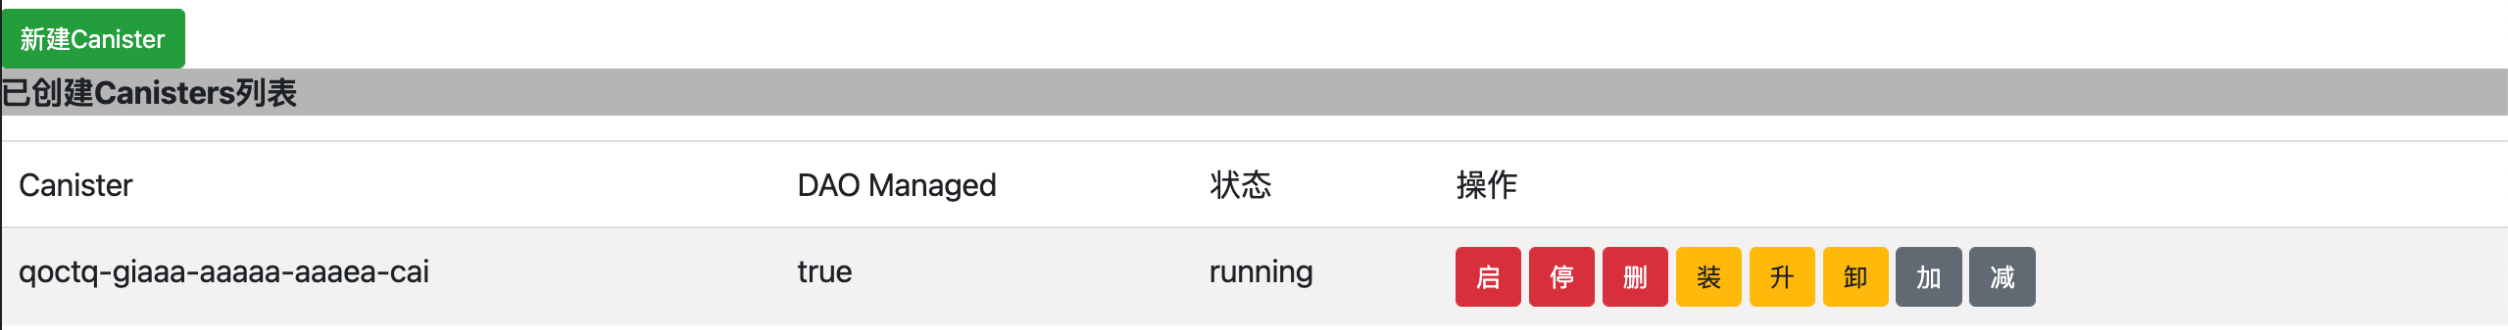 新建Canister
已创建Canisters列表
Canister DAO Managed 状态 操作
qoctq-giaaa-aaaaa-aaaea-cai true running 启 停 删 装 升 卸 加 减